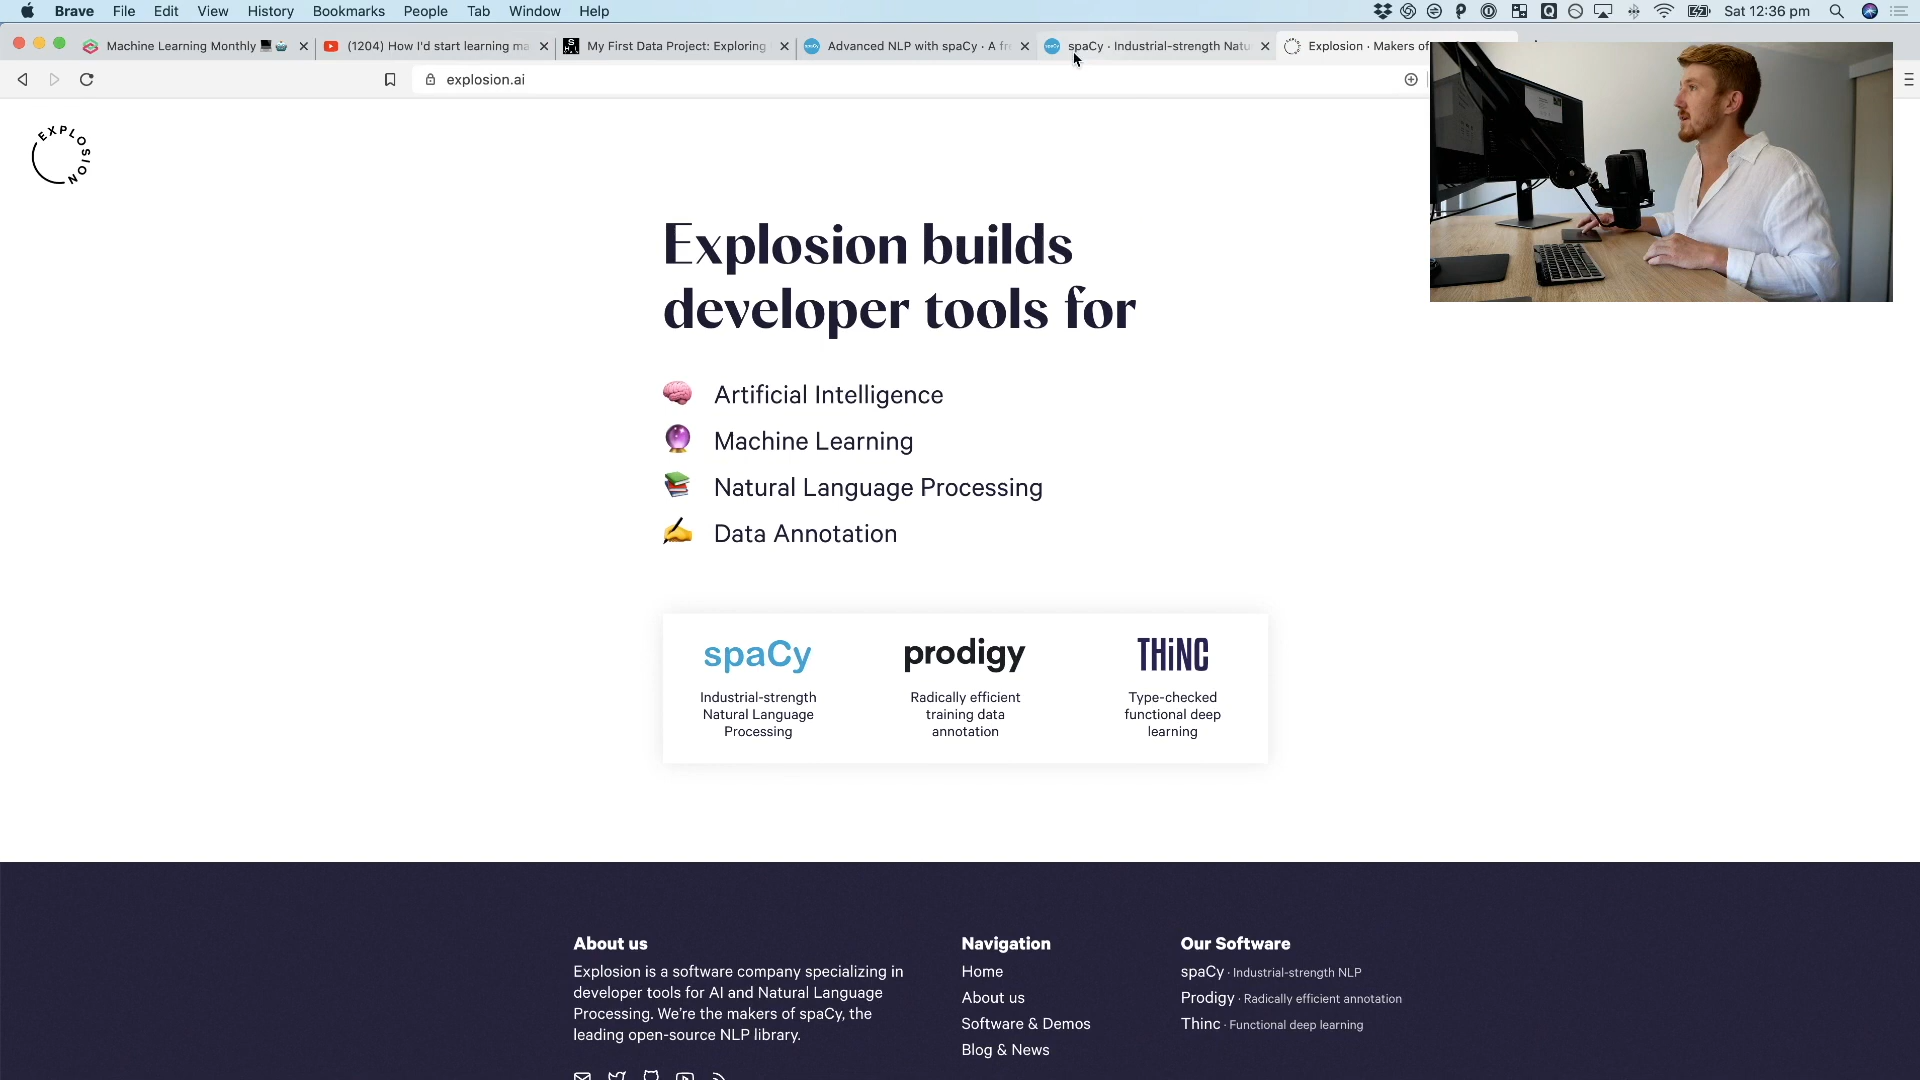 Brave File Edit View History Bookmarks People Tab Window Help Sat 12:36 pm
Machine Learning Monthly (1204) How I'd start learning ma My First Data Project: Exploring Advanced NLP with spaCy · A fr spaCy · Industrial-strength Natu Explosion · Makers of
explosion.ai
EXPLOSION
Explosion builds
developer tools for
Artificial Intelligence
Machine Learning
Natural Language Processing
Data Annotation
spaCy
Industrial-strength
Natural Language
Processing
prodigy
Radically efficient
training data
annotation
THiNC
Type-checked
functional deep
learning
About us
Explosion is a software company specializing in
developer tools for AI and Natural Language
Processing. We're the makers of spaCy, the
leading open-source NLP library.
Navigation
Home
About us
Software & Demos
Blog & News
Our Software
spaCy · Industrial-strength NLP
Prodigy · Radically efficient annotation
Thinc · Functional deep learning